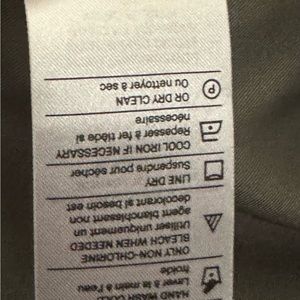 HAND WASH COLD
Laver à la main à l'eau
froide
ONLY NON-CHLORINE
BLEACH WHEN NEEDED
Utiliser uniquement un
agent blanchissant non
décolorant si besoin est
LINE DRY
Suspendre pour sécher
COOL IRON IF NECESSARY
Repasser à fer tiède si
nécessaire
OR DRY CLEAN
Ou nettoyer à sec
P